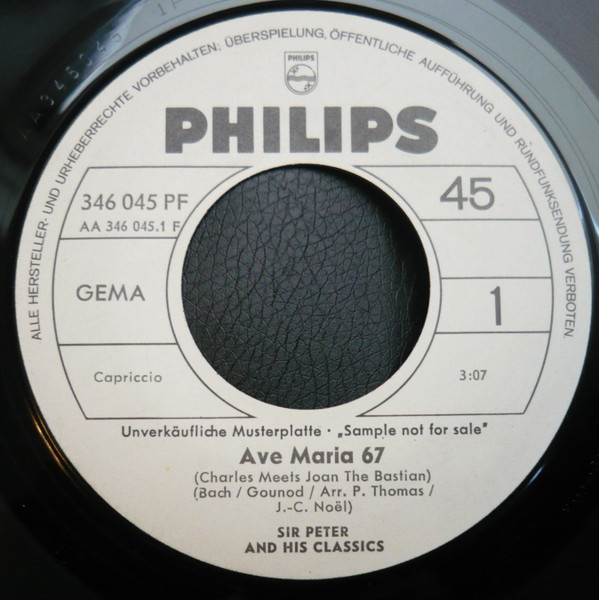 ALLE HERSTELLER- UND URHEBERRECHTE VORBEHALTEN; ÜBERSPIELUNG, ÖFFENTLICHE AUFFÜHRUNG UND RUNDFUNKSENDUNG VERBOTEN.
PHILIPS
PHILIPS
346 045 PF
45
AA 346 045.1 F
GEMA
1
Capriccio
3:07
Unverkäufliche Musterplatte · „Sample not for sale"
Ave Maria 67
(Charles Meets Joan The Bastian)
(Bach / Gounod / Arr. P. Thomas /
J.-C. Noël)
SIR PETER
AND HIS CLASSICS